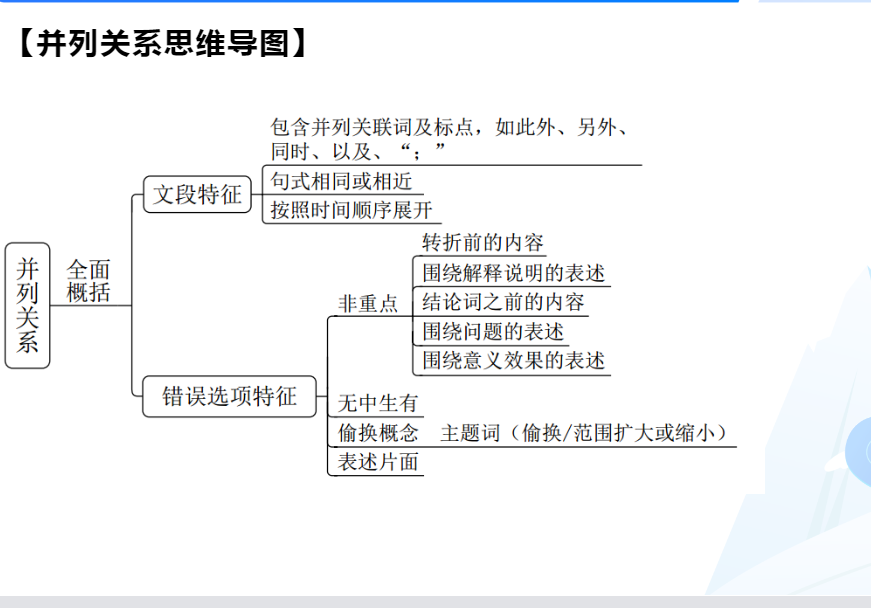 【并列关系思维导图】
包含并列关联词及标点，如此外、另外、
同时、以及、“；”
句式相同或相近
文段特征
按照时间顺序展开
转折前的内容
围绕解释说明的表述
非重点
结论词之前的内容
围绕问题的表述
围绕意义效果的表述
并列关系
全面
概括
错误选项特征
无中生有
偷换概念 主题词（偷换/范围扩大或缩小）
表述片面